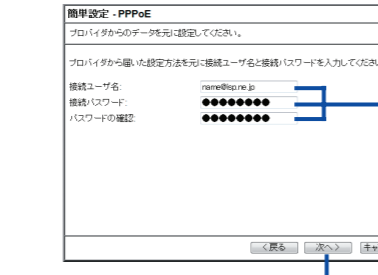 簡単設定 - PPPoE
プロバイダからのデータを元に設定してください。
プロバイダから届いた設定方法を元に接続ユーザ名と接続パスワードを入力してくださ
接続ユーザ名: name@isp.ne.jp
接続パスワード: ●●●●●●●●
パスワードの確認: ●●●●●●●●
<戻る 次へ> キャ